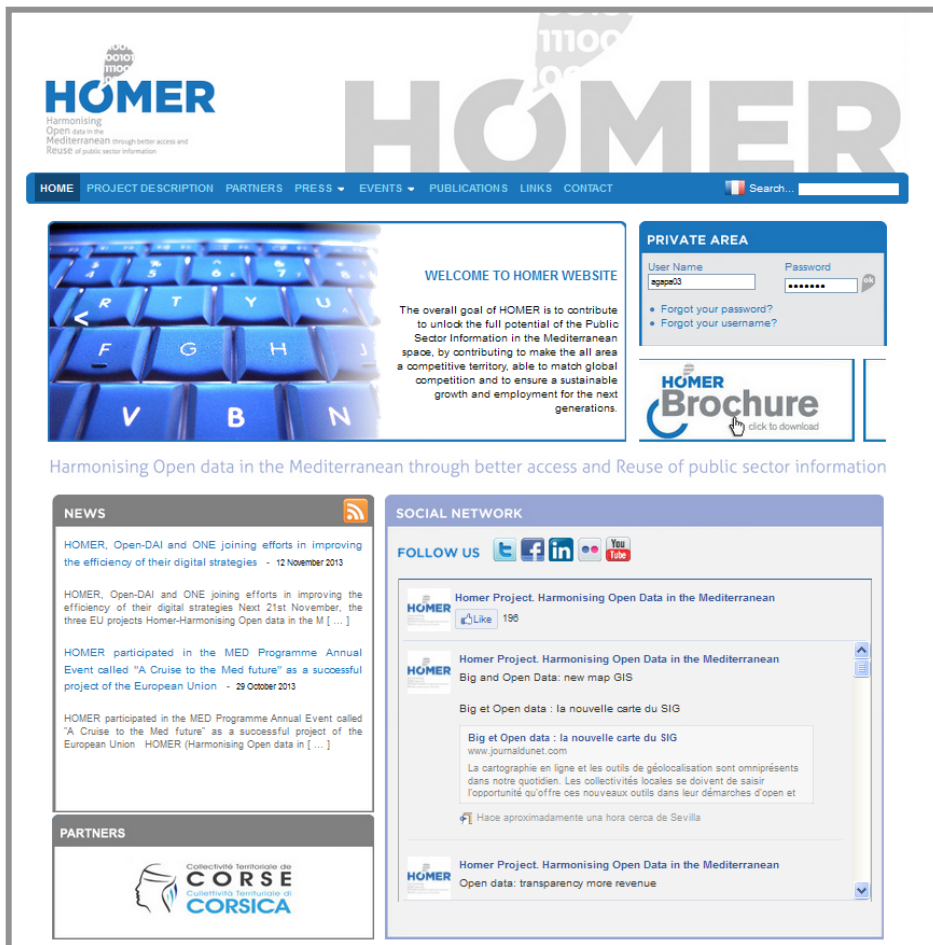 HOMER
Harmonising
Open data in the
Mediterranean through better access and
Reuse of public sector information
HOMER
HOME PROJECT DESCRIPTION PARTNERS PRESS EVENTS PUBLICATIONS LINKS CONTACT Search...
WELCOME TO HOMER WEBSITE
The overall goal of HOMER is to contribute
to unlock the full potential of the Public
Sector Information in the Mediterranean
space, by contributing to make the all area
a competitive territory, able to match global
competition and to ensure a sustainable
growth and employment for the next
generations.
4 5 6 7 8
R T Y U
F G H J
V B N
PRIVATE AREA
User Name Password
agapa03 ••••••• ok
• Forgot your password?
• Forgot your username?
HOMER
Brochure
click to download
Harmonising Open data in the Mediterranean through better access and Reuse of public sector information
NEWS
HOMER, Open-DAI and ONE joining efforts in improving
the efficiency of their digital strategies - 12 November 2013
HOMER, Open-DAI and ONE joining efforts in improving the
efficiency of their digital strategies Next 21st November, the
three EU projects Homer-Harmonising Open data in the M [ ... ]
HOMER participated in the MED Programme Annual
Event called "A Cruise to the Med future" as a successful
project of the European Union - 29 October 2013
HOMER participated in the MED Programme Annual Event called
"A Cruise to the Med future" as a successful project of the
European Union HOMER (Harmonising Open data in [ ... ]
PARTNERS
Collectivité Territoriale de
CORSE
Cullettività Territuriale di
CORSICA
SOCIAL NETWORK
FOLLOW US t f in You Tube
HOMER
Homer Project. Harmonising Open Data in the Mediterranean
Like 196
HOMER
Homer Project. Harmonising Open Data in the Mediterranean
Big and Open Data: new map GIS
Big et Open data : la nouvelle carte du SIG
Big et Open data : la nouvelle carte du SIG
www.journaldunet.com
La cartographie en ligne et les outils de géolocalisation sont omniprésents
dans notre quotidien. Les collectivités locales se doivent de saisir
l'opportunité qu'offre ces nouveaux outils dans leur démarches d'open et
Hace aproximadamente una hora cerca de Sevilla
HOMER
Homer Project. Harmonising Open Data in the Mediterranean
Open data: transparency more revenue